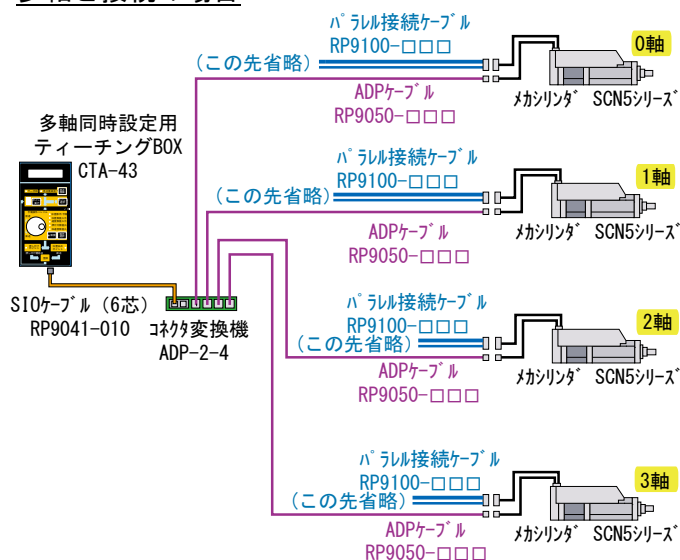 パラレル接続ケーブル
RP9100-□□□
(この先省略)
0軸
ADPケーブル
RP9050-□□□
メカシリンダ SCN5シリーズ
多軸同時設定用
ティーチングBOX
CTA-43
パラレル接続ケーブル
RP9100-□□□
(この先省略)
1軸
ADPケーブル
RP9050-□□□
メカシリンダ SCN5シリーズ
SIOケーブル(6芯)
RP9041-010
コネクタ変換機
ADP-2-4
パラレル接続ケーブル
RP9100-□□□
(この先省略)
2軸
ADPケーブル
RP9050-□□□
メカシリンダ SCN5シリーズ
パラレル接続ケーブル
RP9100-□□□
(この先省略)
3軸
ADPケーブル
RP9050-□□□
メカシリンダ SCN5シリーズ